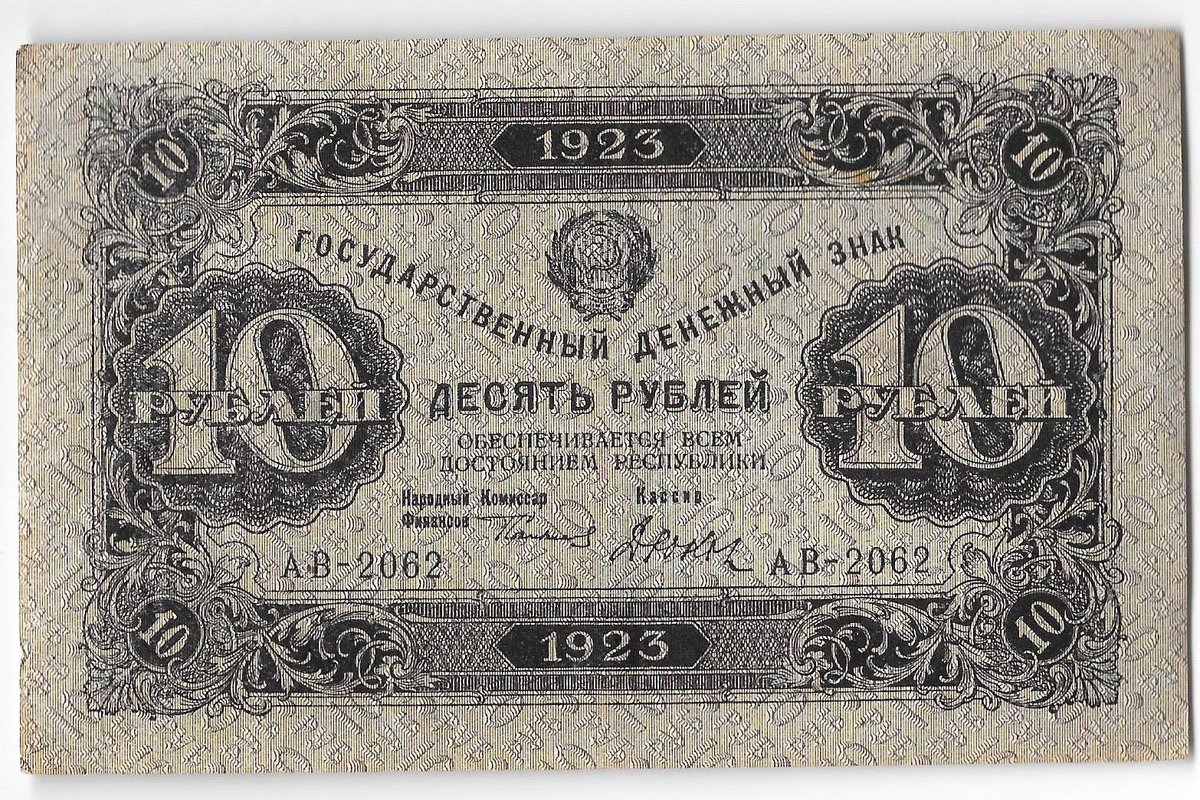 1923
10 10
ГОСУДАРСТВЕННЫЙ ДЕНЕЖНЫЙ ЗНАК
10 РУБЛЕЙ
ДЕСЯТЬ РУБЛЕЙ
10 РУБЛЕЙ
ОБЕСПЕЧИВАЕТСЯ ВСЕМ
ДОСТОЯНИЕМ РЕСПУБЛИКИ
Народный Комиссар
Финансов
Кассир
АВ-2062 АВ-2062
10 10
1923